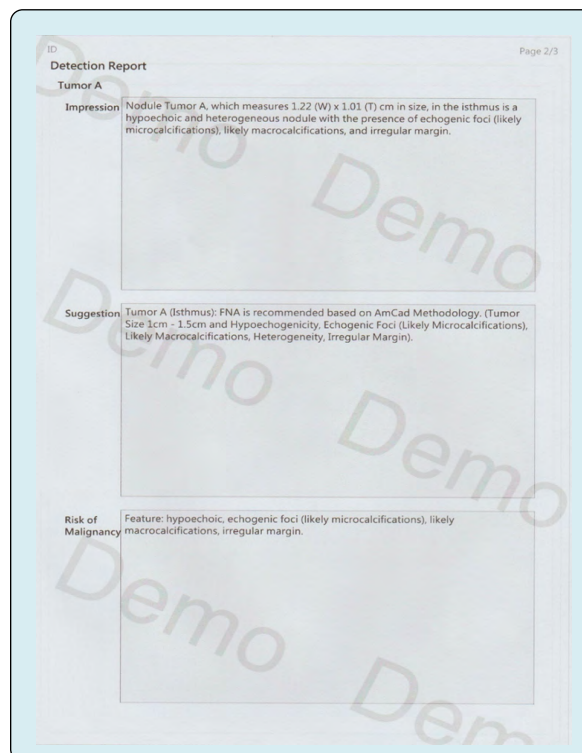 ID Page 2/3
Detection Report
Tumor A
Impression Nodule Tumor A, which measures 1.22 (W) x 1.01 (T) cm in size, in the isthmus is a
hypoechoic and heterogeneous nodule with the presence of echogenic foci (likely
microcalcifications), likely macrocalcifications, and irregular margin.
Demo
Demo
Suggestion Tumor A (Isthmus): FNA is recommended based on AmCad Methodology. (Tumor
Size 1cm - 1.5cm and Hypoechogenicity, Echogenic Foci (Likely Microcalcifications),
Likely Macrocalcifications, Heterogeneity, Irregular Margin).
Demo
Demo
Risk of Feature: hypoechoic, echogenic foci (likely microcalcifications), likely
Malignancy macrocalcifications, irregular margin.
Demo
Dem